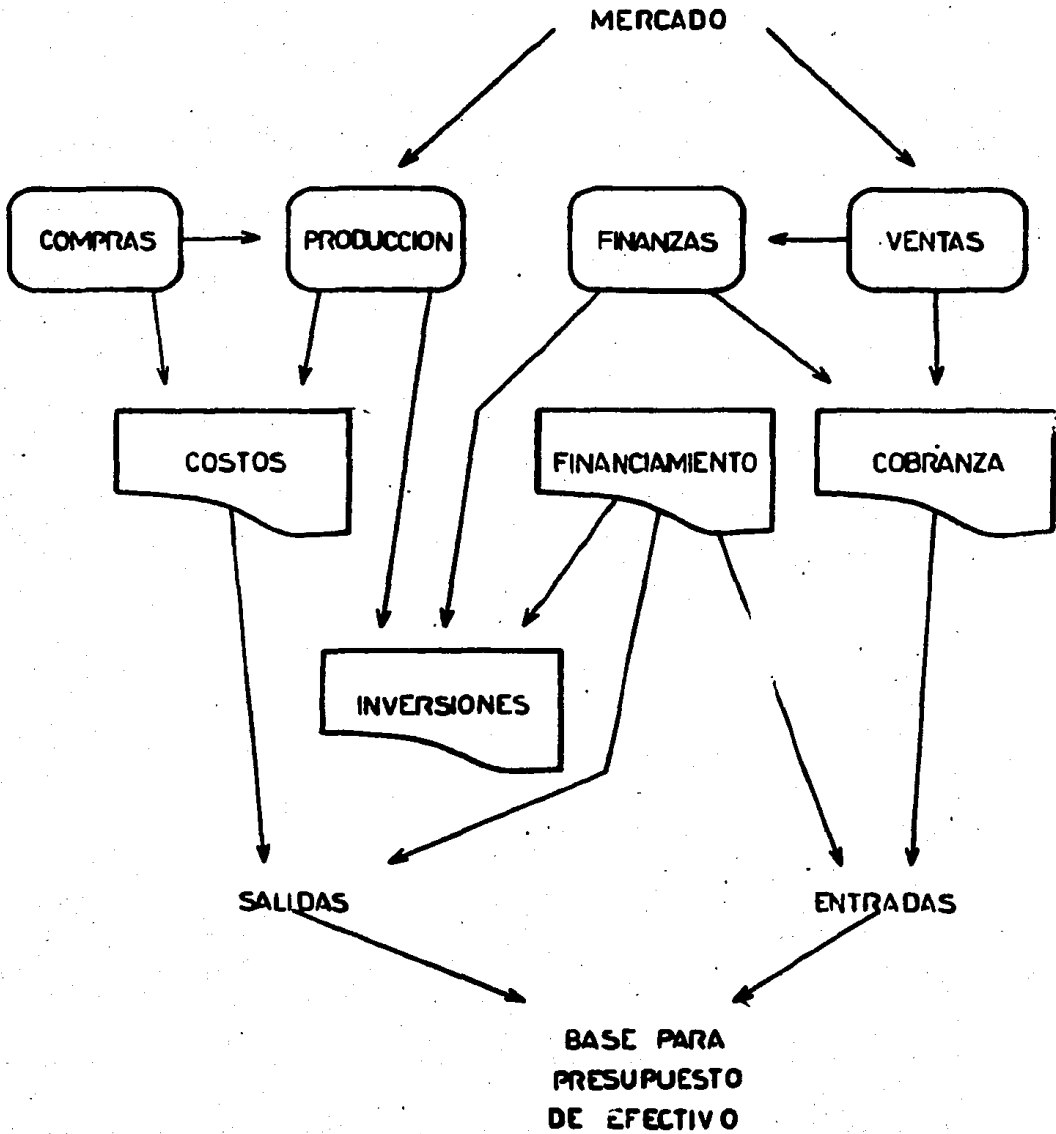 MERCADO
COMPRAS
PRODUCCION
FINANZAS
VENTAS
COSTOS
FINANCIAMIENTO
COBRANZA
INVERSIONES
SALIDAS
ENTRADAS
BASE PARA
PRESUPUESTO
DE EFECTIVO